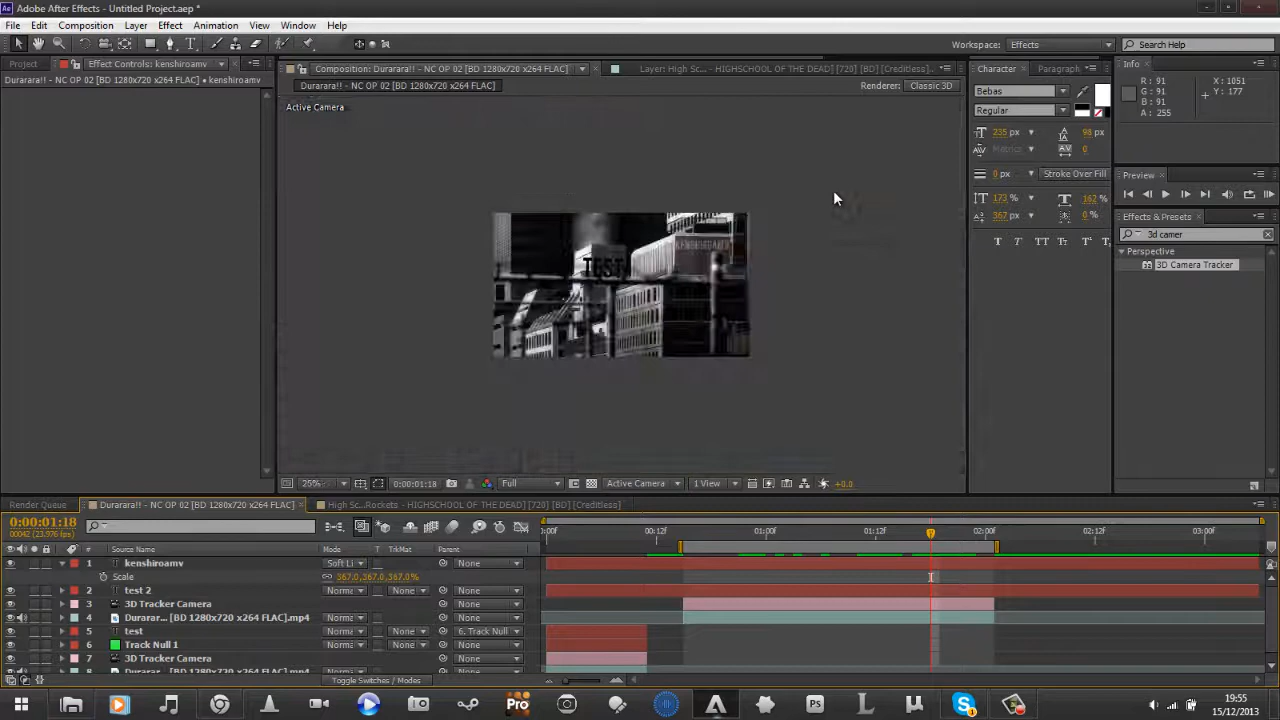 Adobe After Effects - Untitled Project.aep *
File Edit Composition Layer Effect Animation View Window Help
Workspace: Effects
Search Help
Project
Effect Controls: kenshiroamv
Durarara!! - NC OP 02 [BD 1280x720 x264 FLAC] • kenshiroamv
Composition: Durarara!! - NC OP 02 [BD 1280x720 x264 FLAC]
Layer: High Sc... - HIGHSCHOOL OF THE DEAD] [720] [BD] [Creditless]...
Durarara!! - NC OP 02 [BD 1280x720 x264 FLAC]
Renderer: Classic 3D
Active Camera
TEST
KENSHIROAMV
25%
0:00:01:18
Full
Active Camera
1 View
+0.0
Character
Paragraph
Bebas
Regular
235 px
98 px
Metrics
0
0 px
Stroke Over Fill
173 %
162 %
367 px
0 %
Info
R: 91
G: 91
B: 91
A: 255
X: 1051
Y: 177
Preview
Effects & Presets
3d camer
Perspective
3D Camera Tracker
Render Queue
Durarara!! - NC OP 02 [BD 1280x720 x264 FLAC]
High Sc...Rockets - HIGHSCHOOL OF THE DEAD] [720] [BD] [Creditless]
0:00:01:18
00042 (23.976 fps)
:00f 00:12f 01:00f 01:12f 02:00f 02:12f 03:00f
# Source Name Mode T TrkMat Parent
1 kenshiroamv Soft Li None
Scale 367.0,367.0,367.0%
2 test 2 Norma None None
3 3D Tracker Camera None
4 Durarar... [BD 1280x720 x264 FLAC].mp4 Norma None None
5 test Norma None 6. Track Null
6 Track Null 1 Norma None None
7 3D Tracker Camera None
8 Durarar... [BD 1280x720 x264 FLAC].mp4 Norma None None
Toggle Switches / Modes
Pro
Ps
19:55
15/12/2013